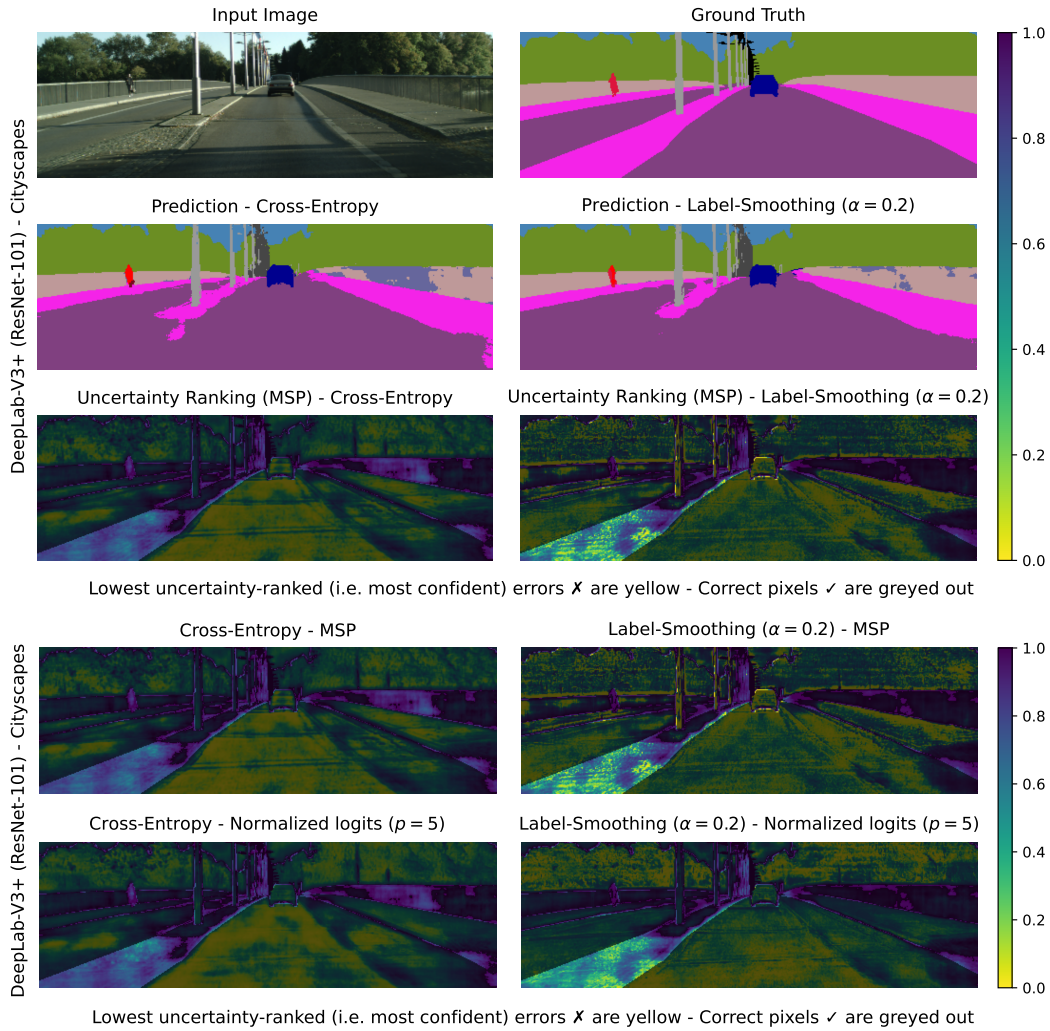 Input Image
Ground Truth
1.0
0.8
0.6
0.4
0.2
0.0
DeepLab-V3+ (ResNet-101) - Cityscapes
Prediction - Cross-Entropy
Prediction - Label-Smoothing (α = 0.2)
Uncertainty Ranking (MSP) - Cross-Entropy
Uncertainty Ranking (MSP) - Label-Smoothing (α = 0.2)
Lowest uncertainty-ranked (i.e. most confident) errors ✗ are yellow - Correct pixels ✓ are greyed out
Cross-Entropy - MSP
Label-Smoothing (α = 0.2) - MSP
1.0
0.8
0.6
0.4
0.2
0.0
DeepLab-V3+ (ResNet-101) - Cityscapes
Cross-Entropy - Normalized logits (p = 5)
Label-Smoothing (α = 0.2) - Normalized logits (p = 5)
Lowest uncertainty-ranked (i.e. most confident) errors ✗ are yellow - Correct pixels ✓ are greyed out